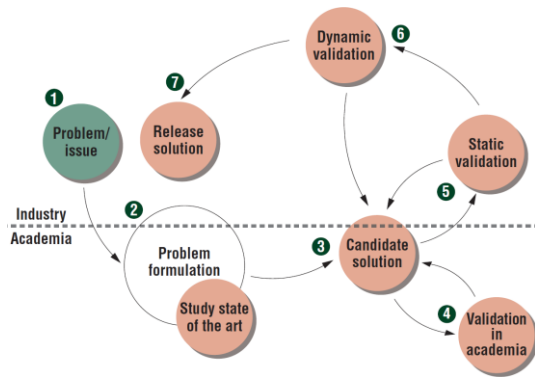 6
Dynamic
validation
7
1
Problem/
issue
Release
solution
Static
validation
5
Industry
Academia
2
Problem
formulation
3
Candidate
solution
Study state
of the art
4
Validation
in
academia